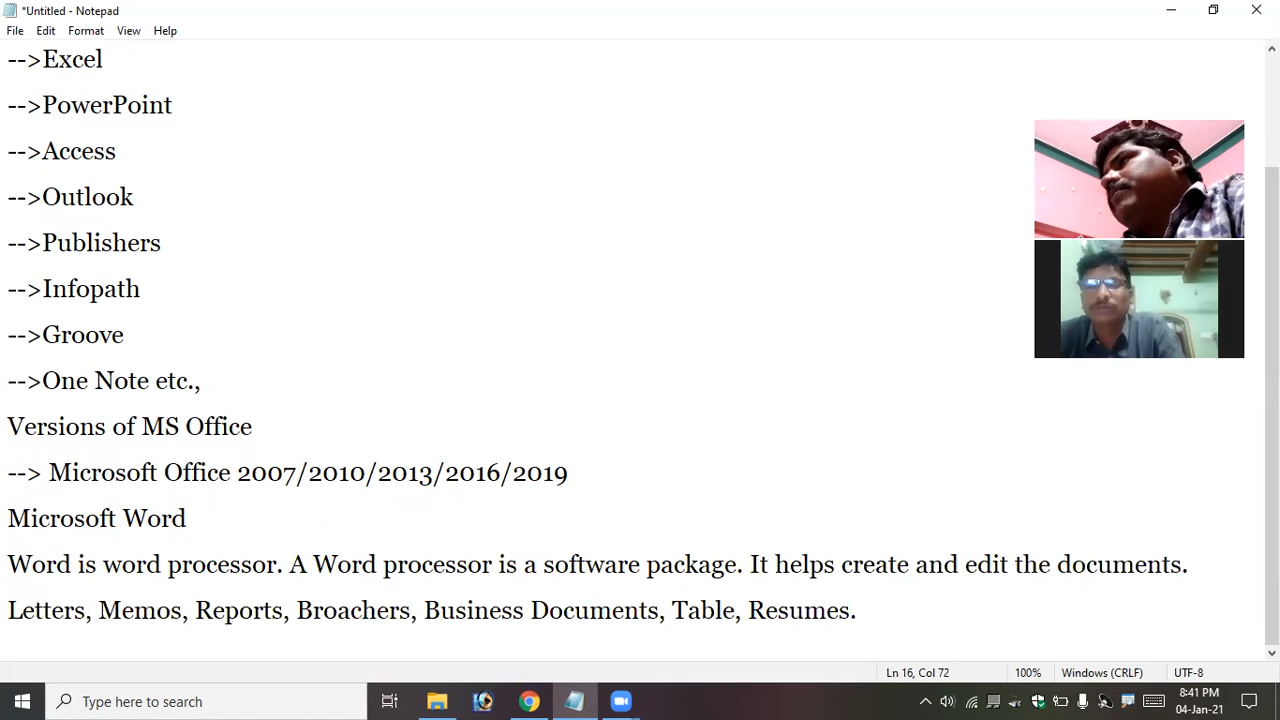 *Untitled - Notepad
File Edit Format View Help
-->Excel
-->PowerPoint
-->Access
-->Outlook
-->Publishers
-->Infopath
-->Groove
-->One Note etc.,
Versions of MS Office
--> Microsoft Office 2007/2010/2013/2016/2019
Microsoft Word
Word is word processor. A Word processor is a software package. It helps create and edit the documents.
Letters, Memos, Reports, Broachers, Business Documents, Table, Resumes.
Ln 16, Col 72 100% Windows (CRLF) UTF-8
Type here to search
8:41 PM
04-Jan-21